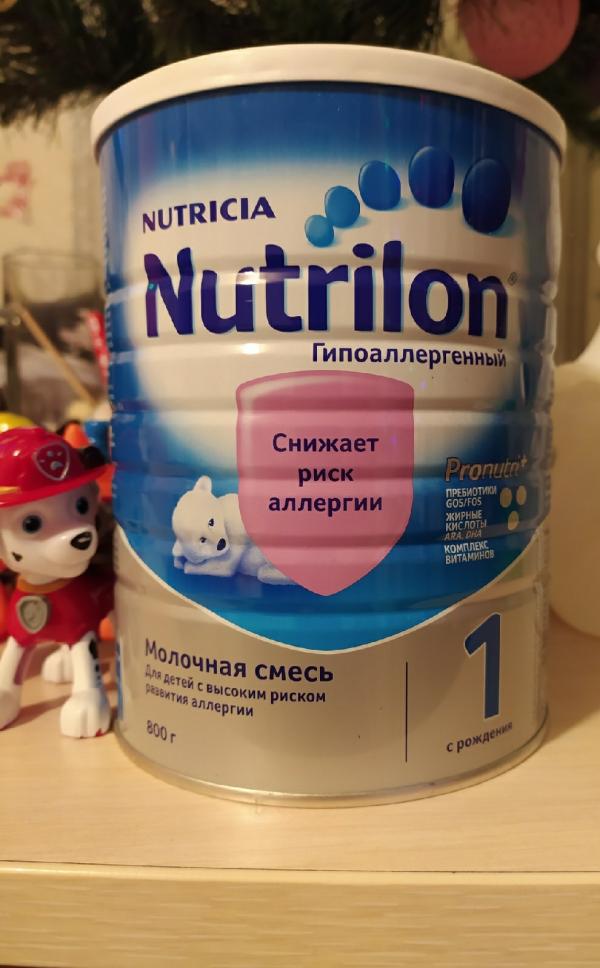 NUTRICIA
Nutrilon®
Гипоаллергенный
Снижает
риск
аллергии
Pronutri+
ПРЕБИОТИКИ
GOS/FOS
ЖИРНЫЕ
КИСЛОТЫ
ARA, DHA
КОМПЛЕКС
ВИТАМИНОВ
Молочная смесь
Для детей с высоким риском
развития аллергии
800 г
1
с рождения